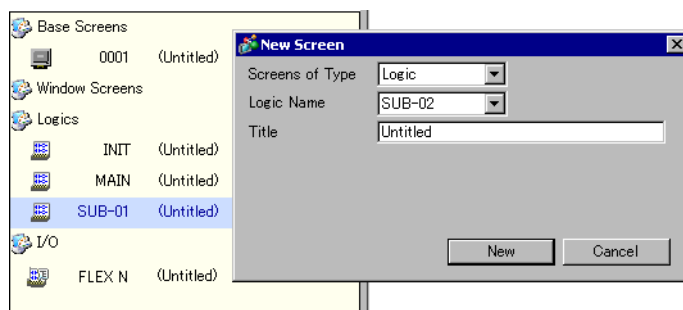 Base Screens
0001 (Untitled)
Window Screens
Logics
INIT (Untitled)
MAIN (Untitled)
SUB-01 (Untitled)
I/O
FLEX N (Untitled)
New Screen
Screens of Type Logic
Logic Name SUB-02
Title Untitled
New Cancel